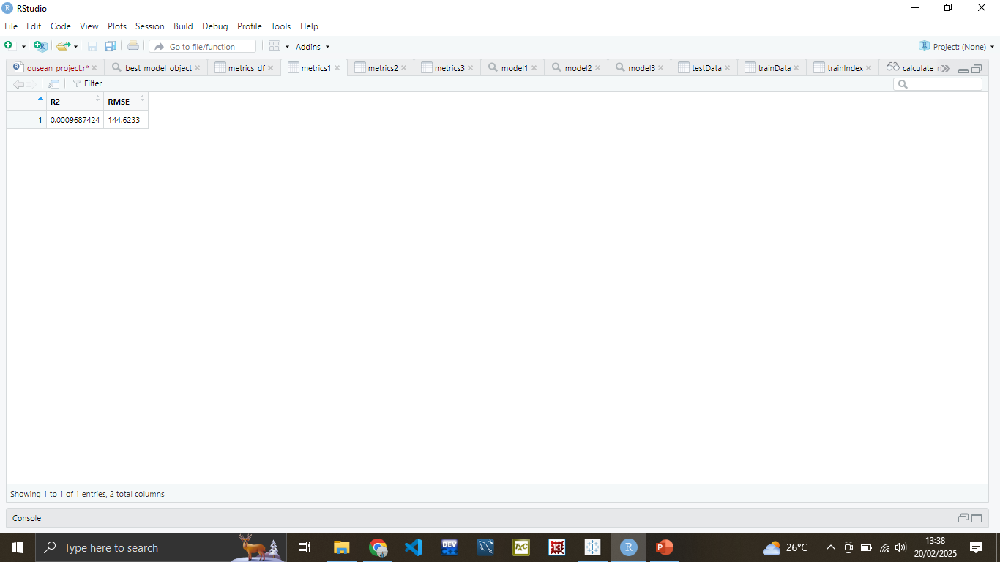 RStudio
File Edit Code View Plots Session Build Debug Profile Tools Help
Go to file/function Addins Project: (None)
ousean_project.r* best_model_object metrics_df metrics1 metrics2 metrics3 model1 model2 model3 testData trainData trainIndex
Filter
R2 RMSE
1 0.0009687424 144.6233
Showing 1 to 1 of 1 entries, 2 total columns
Console
Type here to search DEV TXC 13 R P 26°C 13:38
20/02/2025